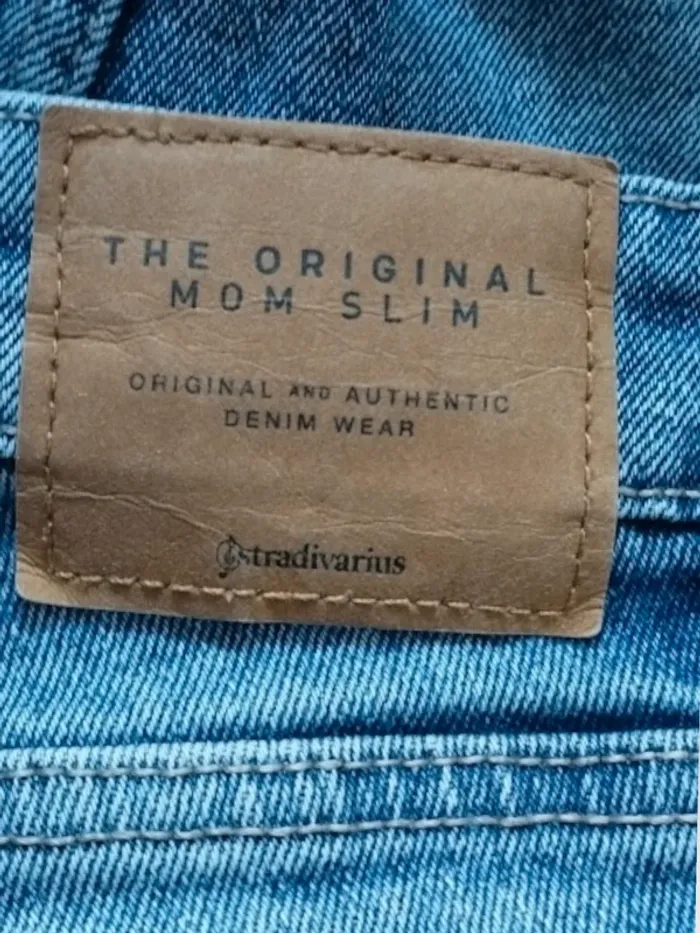 THE ORIGINAL
MOM SLIM
ORIGINAL AND AUTHENTIC
DENIM WEAR
stradivarius